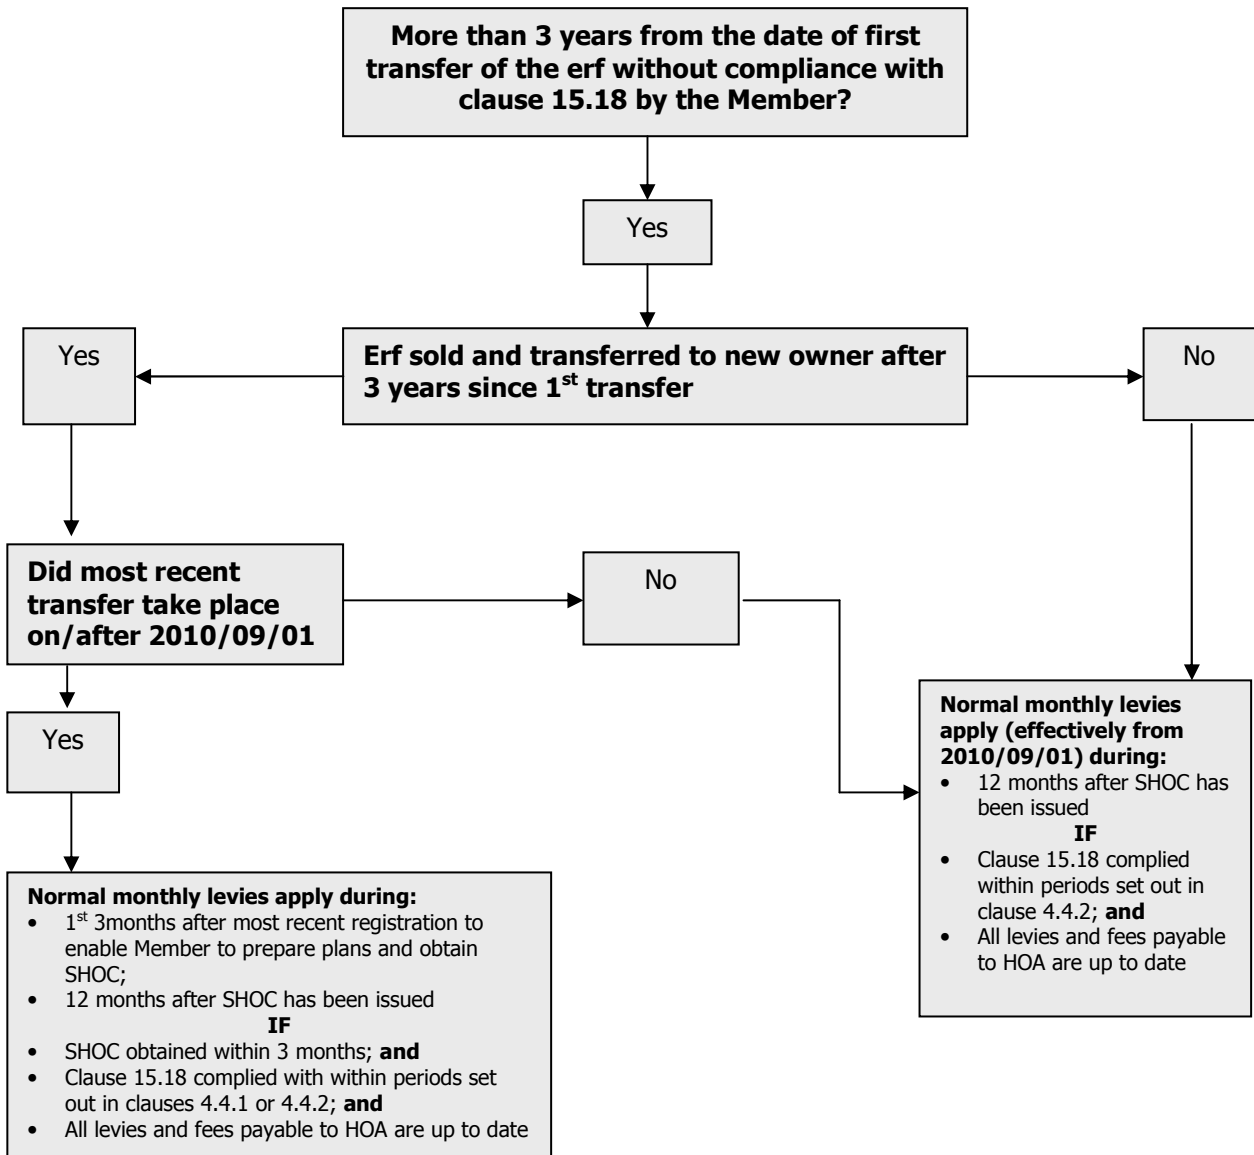 More than 3 years from the date of first
transfer of the erf without compliance with
clause 15.18 by the Member?
Yes
Yes
Erf sold and transferred to new owner after
3 years since 1st transfer
No
Did most recent
transfer take place
on/after 2010/09/01
No
Yes
Normal monthly levies
apply (effectively from
2010/09/01) during:
• 12 months after SHOC has
been issued
IF
• Clause 15.18 complied
within periods set out in
clause 4.4.2; and
• All levies and fees payable
to HOA are up to date
Normal monthly levies apply during:
• 1st 3months after most recent registration to
enable Member to prepare plans and obtain
SHOC;
• 12 months after SHOC has been issued
IF
• SHOC obtained within 3 months; and
• Clause 15.18 complied with within periods set
out in clauses 4.4.1 or 4.4.2; and
• All levies and fees payable to HOA are up to date